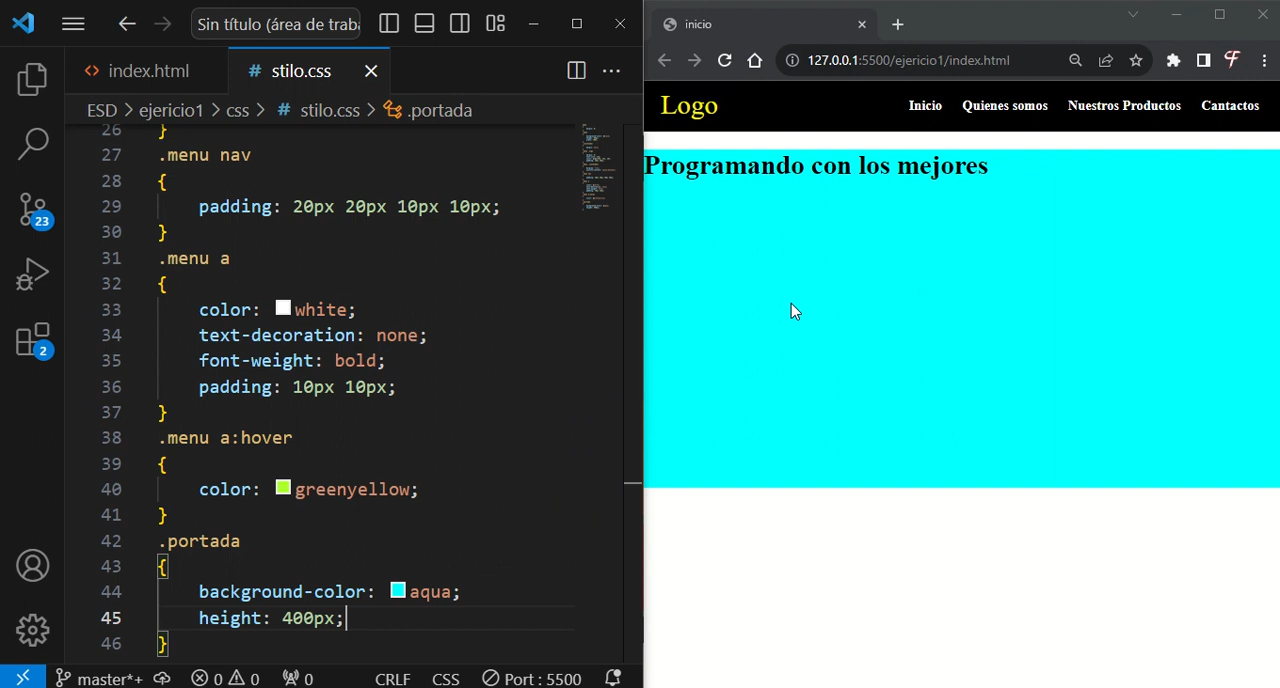 Sin título (área de traba
index.html
# stilo.css
ESD > ejericio1 > css > # stilo.css > .portada
26 }
27 .menu nav
28 {
29 padding: 20px 20px 10px 10px;
30 }
31 .menu a
32 {
33 color: white;
34 text-decoration: none;
35 font-weight: bold;
36 padding: 10px 10px;
37 }
38 .menu a:hover
39 {
40 color: greenyellow;
41 }
42 .portada
43 {
44 background-color: aqua;
45 height: 400px;
46 }
23
2
master*+ 0 0 0 CRLF CSS Port : 5500
inicio
127.0.0.1:5500/ejericio1/index.html
Logo Inicio Quienes somos Nuestros Productos Cantactos
Programando con los mejores